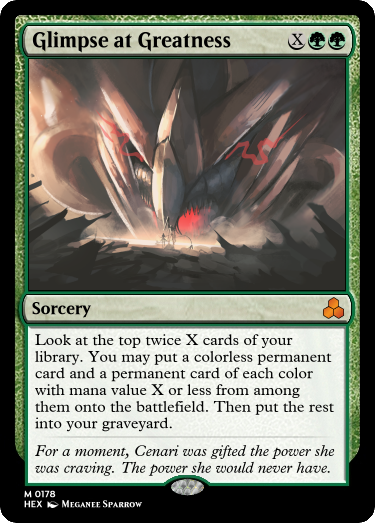 Glimpse at Greatness X
Sorcery
Look at the top twice X cards of your
library. You may put a colorless permanent
card and a permanent card of each color
with mana value X or less from among
them onto the battlefield. Then put the rest
into your graveyard.
For a moment, Cenari was gifted the power she
was craving. The power she would never have.
M 0178
HEX Meganee Sparrow